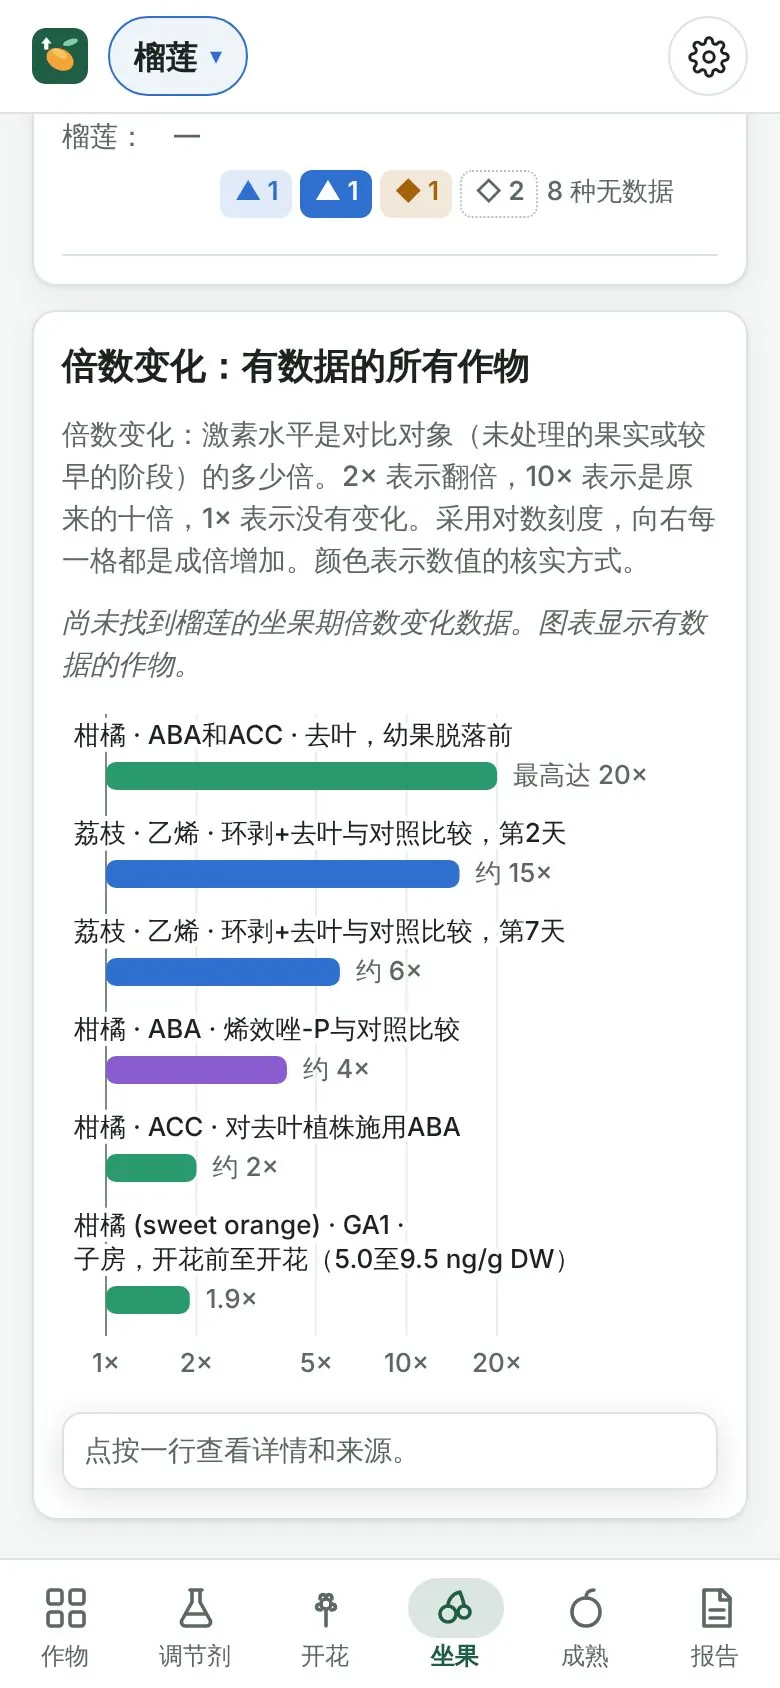 榴莲 ▾
榴莲： —
▲ 1 ▲ 1 ◆ 1 ◇ 2 8 种无数据
倍数变化：有数据的所有作物
倍数变化：激素水平是对比对象（未处理的果实或较
早的阶段）的多少倍。2× 表示翻倍，10× 表示是原
来的十倍，1× 表示没有变化。采用对数刻度，向右每
一格都是成倍增加。颜色表示数值的核实方式。
尚未找到榴莲的坐果期倍数变化数据。图表显示有数
据的作物。
柑橘 · ABA和ACC · 去叶，幼果脱落前
最高达 20×
荔枝 · 乙烯 · 环剥+去叶与对照比较，第2天
约 15×
荔枝 · 乙烯 · 环剥+去叶与对照比较，第7天
约 6×
柑橘 · ABA · 烯效唑-P与对照比较
约 4×
柑橘 · ACC · 对去叶植株施用ABA
约 2×
柑橘 (sweet orange) · GA1 ·
子房，开花前至开花（5.0至9.5 ng/g DW）
1.9×
1× 2× 5× 10× 20×
点按一行查看详情和来源。
作物 调节剂 开花 坐果 成熟 报告